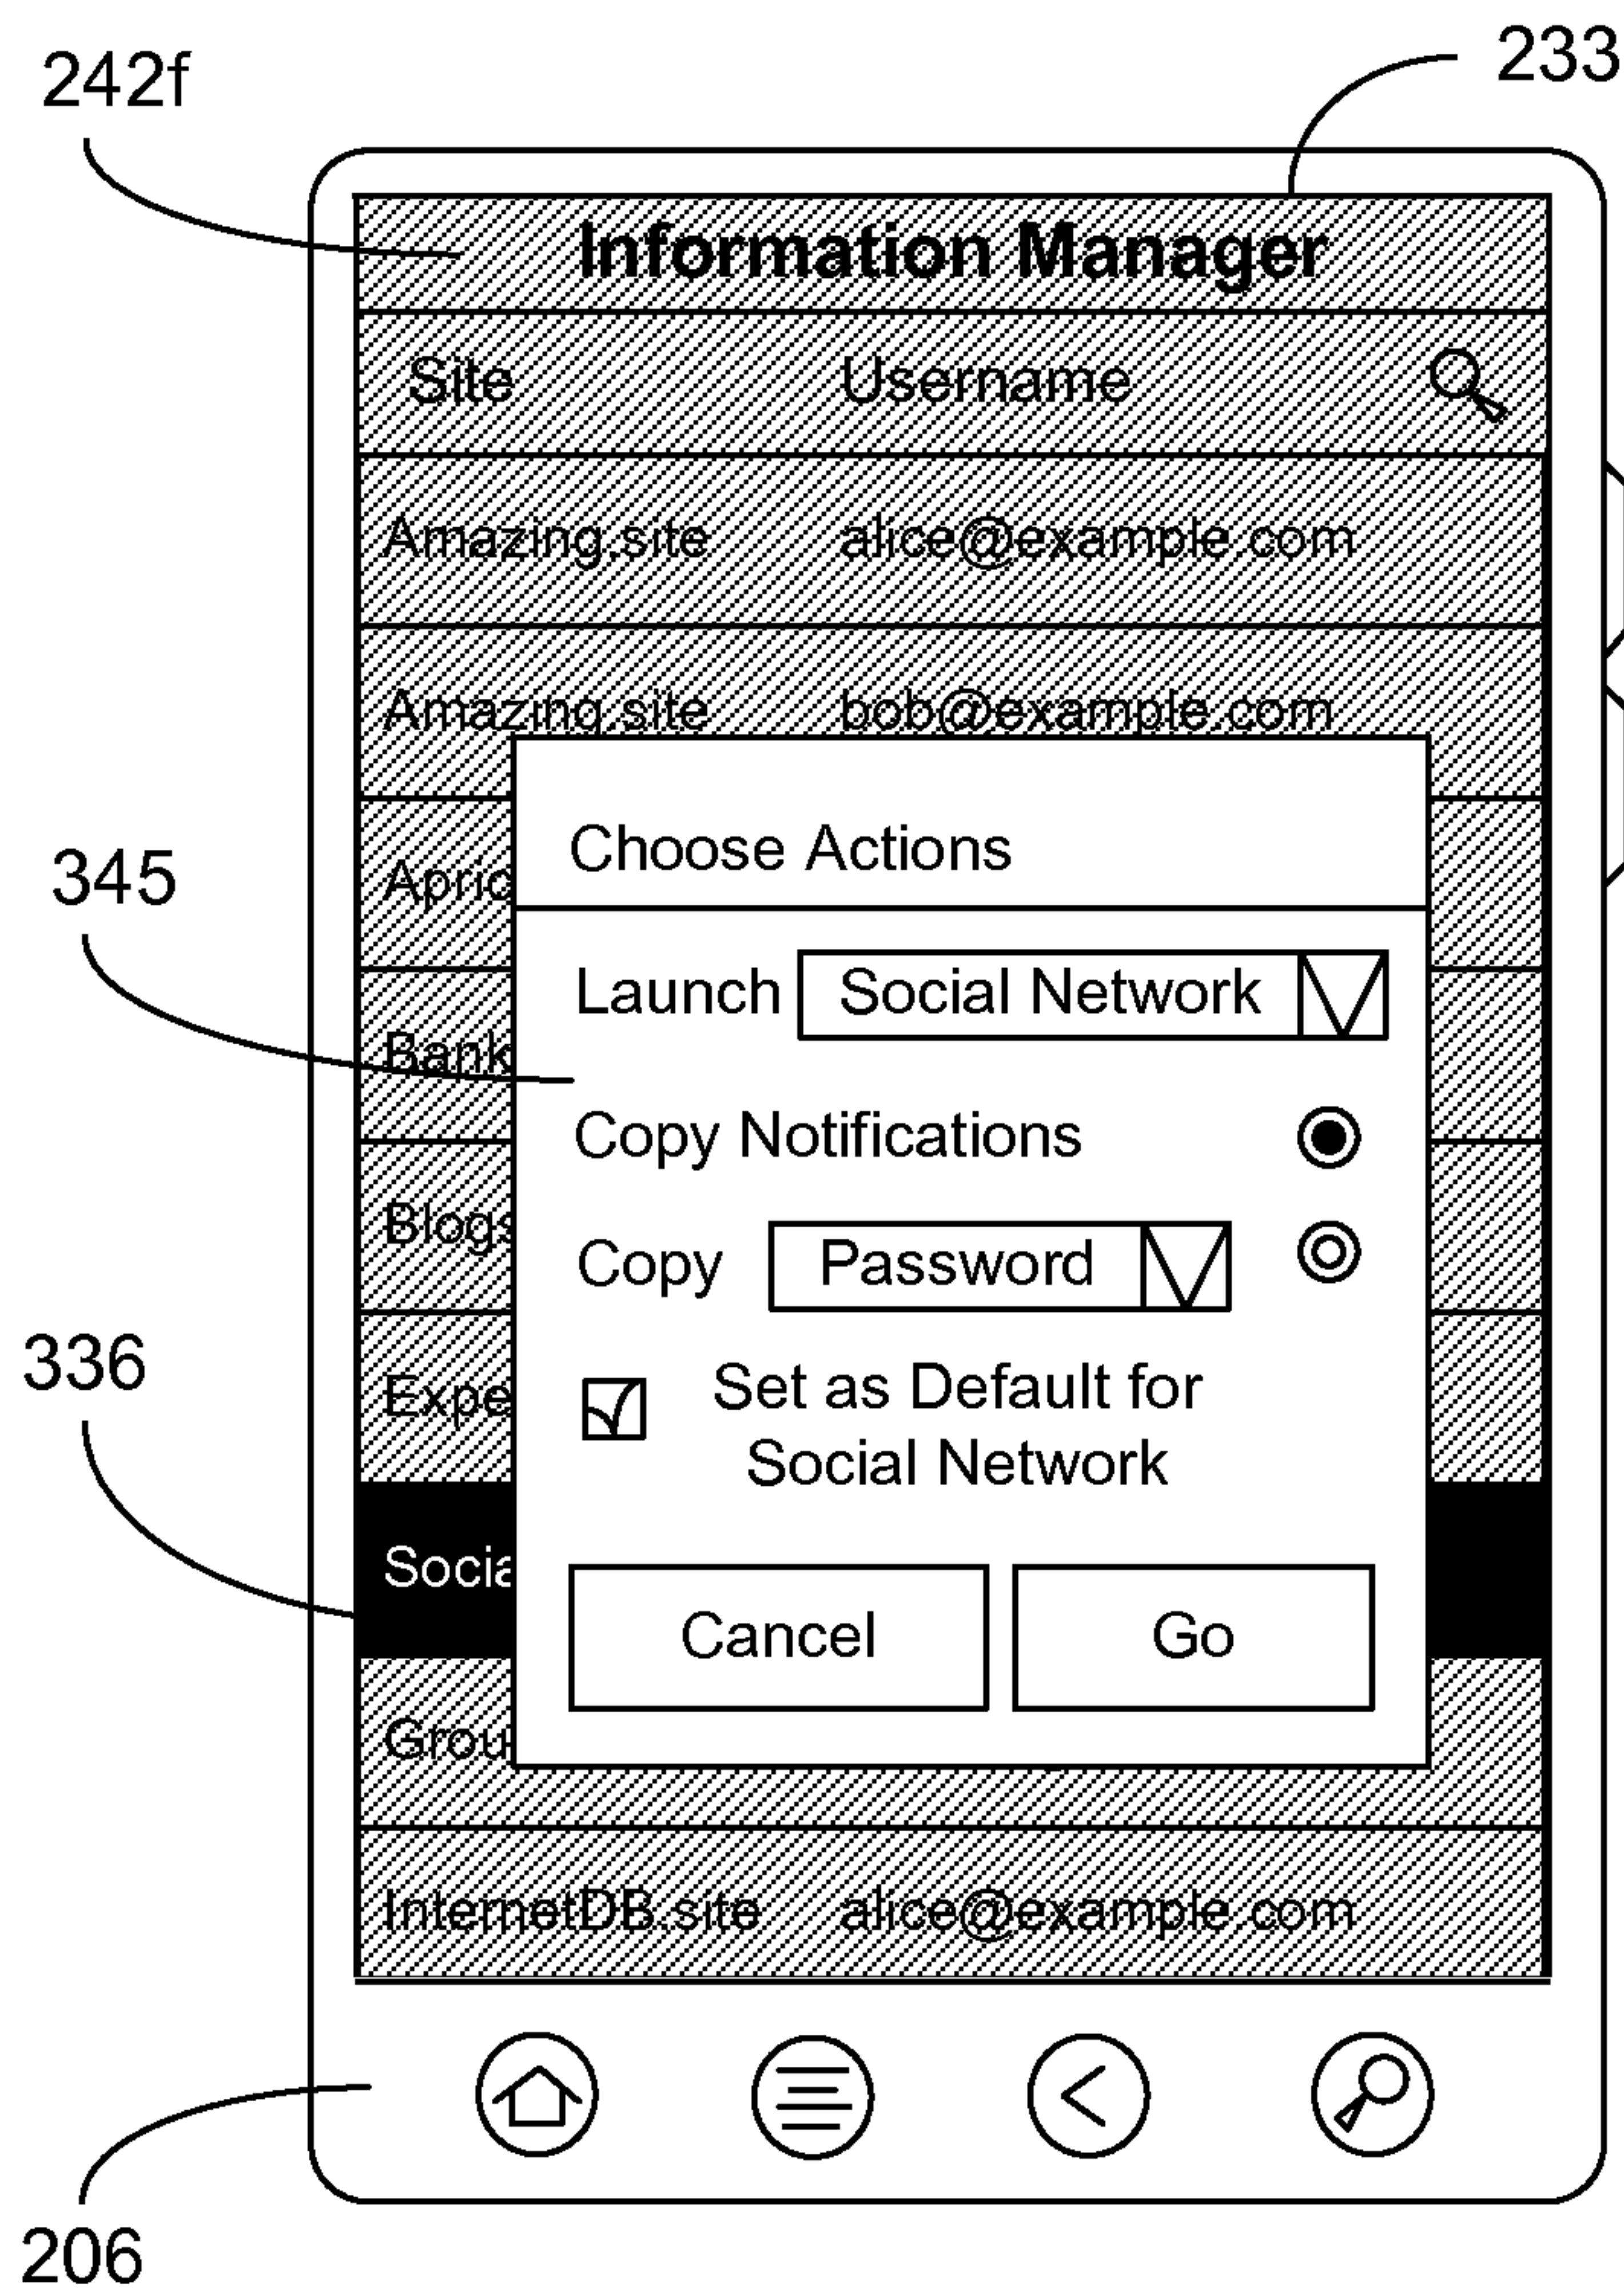 242f
233
Information Manager
Site Username
Amazing.site alice@example.com
Amazing.site bob@example.com
345
Choose Actions
Launch Social Network
Bank
Copy Notifications
Blogs
Copy Password
336
Set as Default for
Social Network
Cancel Go
InternetDB.site alice@example.com
206